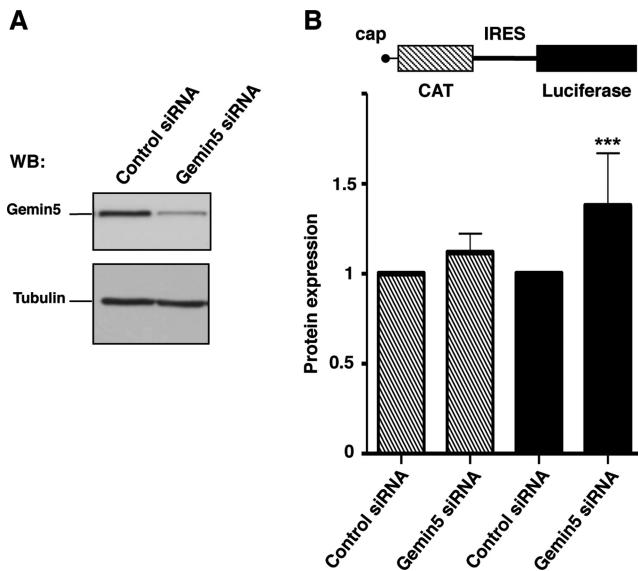 A
WB:
Control siRNA
Gemin5 siRNA
Gemin5
Tubulin
B
cap
IRES
CAT
Luciferase
Protein expression
1.5
1
0.5
0
***
Control siRNA
Gemin5 siRNA
Control siRNA
Gemin5 siRNA